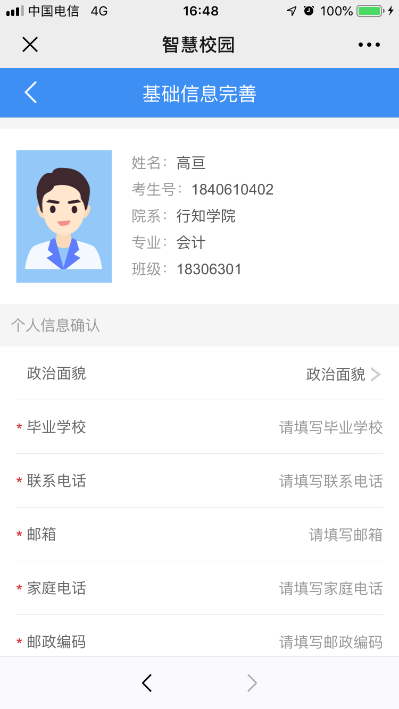 中国电信 4G 16:48 100%
智慧校园
基础信息完善
姓名：高亘
考生号：1840610402
院系：行知学院
专业：会计
班级：18306301
个人信息确认
政治面貌 政治面貌
* 毕业学校 请填写毕业学校
* 联系电话 请填写联系电话
* 邮箱 请填写邮箱
* 家庭电话 请填写家庭电话
* 邮政编码 请填写邮政编码